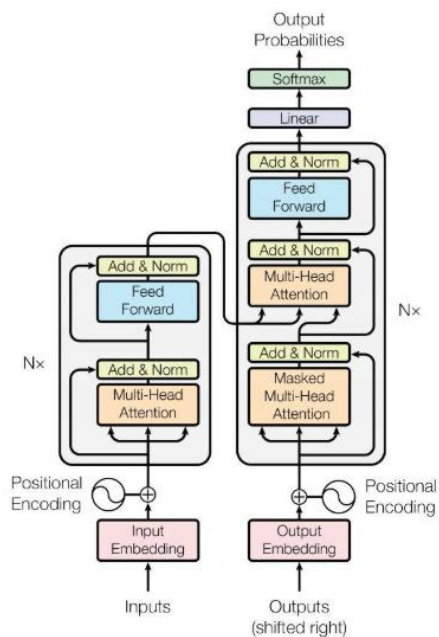 Output
Probabilities
Softmax
Linear
Add & Norm
Feed
Forward
Add & Norm
Multi-Head
Attention
Add & Norm
Masked
Multi-Head
Attention
N×
Add & Norm
Feed
Forward
Add & Norm
Multi-Head
Attention
N×
Positional
Encoding
Positional
Encoding
Input
Embedding
Output
Embedding
Inputs
Outputs
(shifted right)